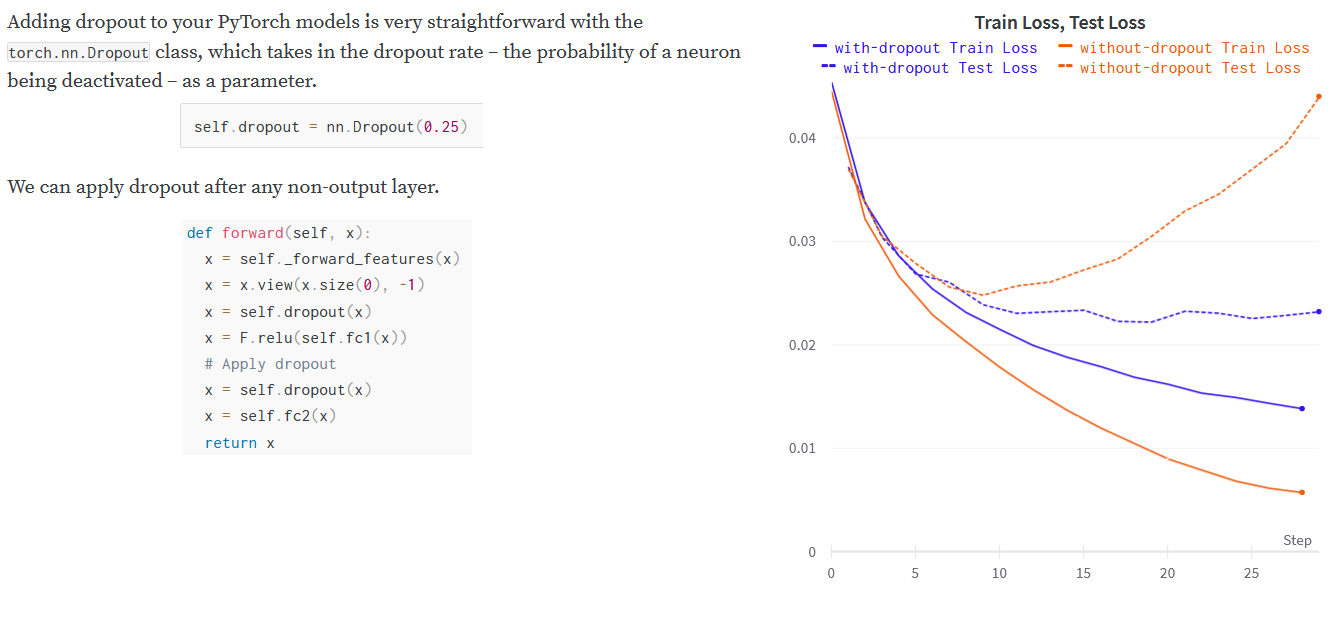 Adding dropout to your PyTorch models is very straightforward with the
torch.nn.Dropout class, which takes in the dropout rate – the probability of a neuron
being deactivated – as a parameter.
self.dropout = nn.Dropout(0.25)
We can apply dropout after any non-output layer.
def forward(self, x):
  x = self._forward_features(x)
  x = x.view(x.size(0), -1)
  x = self.dropout(x)
  x = F.relu(self.fc1(x))
  # Apply dropout
  x = self.dropout(x)
  x = self.fc2(x)
  return x
Train Loss, Test Loss
with-dropout Train Loss without-dropout Train Loss
with-dropout Test Loss without-dropout Test Loss
0.04
0.03
0.02
0.01
0
Step
0 5 10 15 20 25